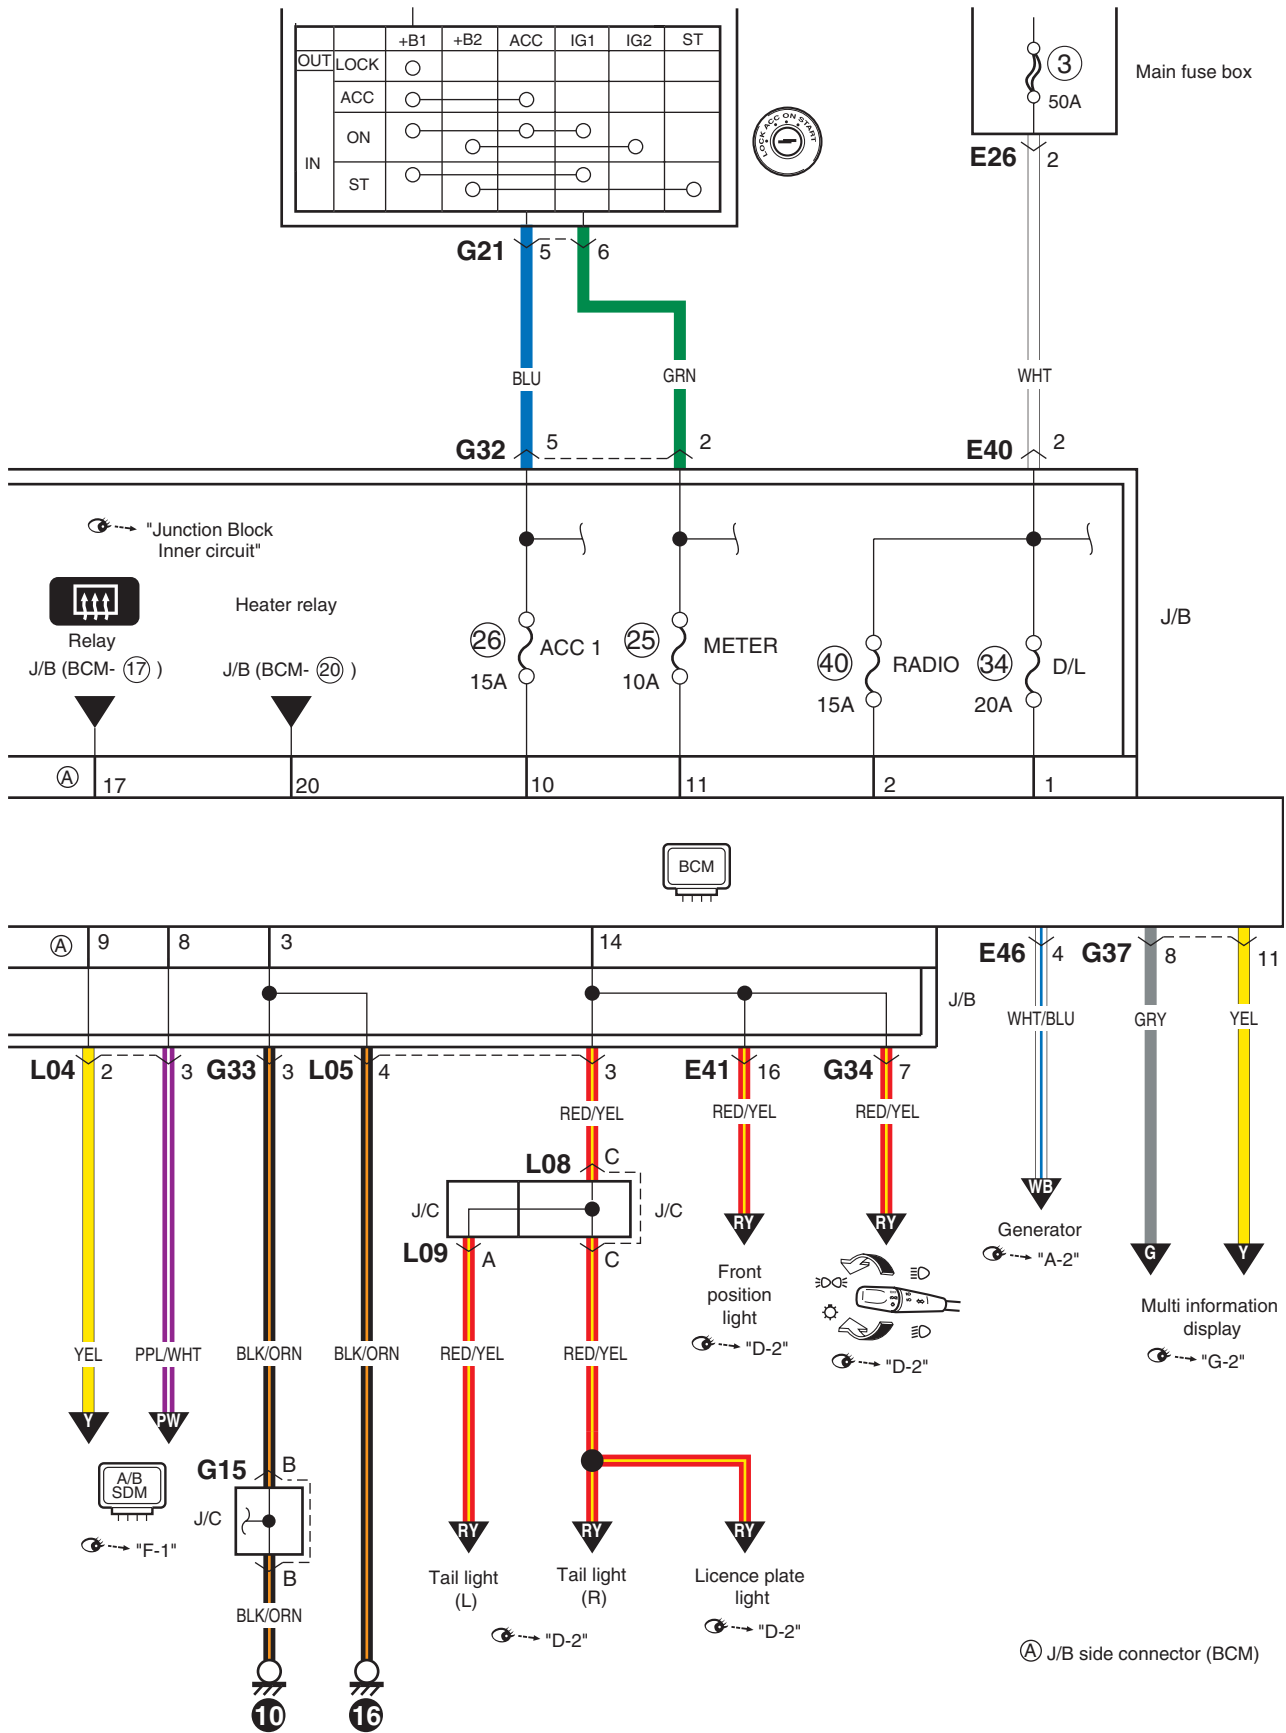 +B1 +B2 ACC IG1 IG2 ST
OUT LOCK
ACC
ON
IN
ST
LOCK ACC ON START
3
50A
Main fuse box
E26 2
G21 5 6
BLU GRN WHT
G32 5 2 E40 2
"Junction Block
Inner circuit"
Relay
J/B (BCM- 17 )
Heater relay
J/B (BCM- 20 )
26 ACC 1
15A
25 METER
10A
40 RADIO
15A
34 D/L
20A
J/B
A 17 20 10 11 2 1
BCM
A 9 8 3 14
J/B
E46 4 G37 8 11
WHT/BLU GRY YEL
L04 2 3 G33 3 L05 4 3 E41 16 G34 7
RED/YEL RED/YEL RED/YEL
L08 C
J/C J/C
L09 A C
WB
Generator
"A-2"
RY RY
Front
position
light
"D-2"
"D-2"
G Y
Multi information
display
"G-2"
YEL PPL/WHT BLK/ORN BLK/ORN RED/YEL RED/YEL
Y PW
A/B
SDM
"F-1"
G15 B
J/C
B
BLK/ORN
RY RY RY
Tail light
(L)
Tail light
(R)
"D-2"
Licence plate
light
"D-2"
A J/B side connector (BCM)
10 16